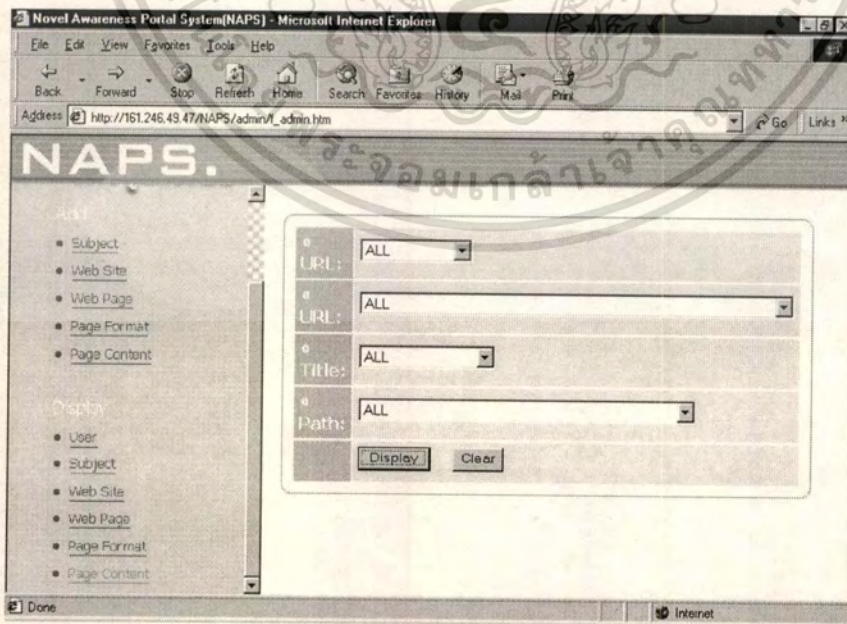 Novel Awareness Portal System(NAPS) - Microsoft Internet Explorer
File Edit View Favorites Tools Help
Back Forward Stop Refresh Home Search Favorites History Mail Print
Address http://161.246.49.47/NAPS/admin/f_admin.htm Go Links »
NAPS.
Add
Subject
Web Site
Web Page
Page Format
Page Content
Display
User
Subject
Web Site
Web Page
Page Format
Page Content
URL: ALL
URL: ALL
Title: ALL
Path: ALL
Display Clear
Done Internet